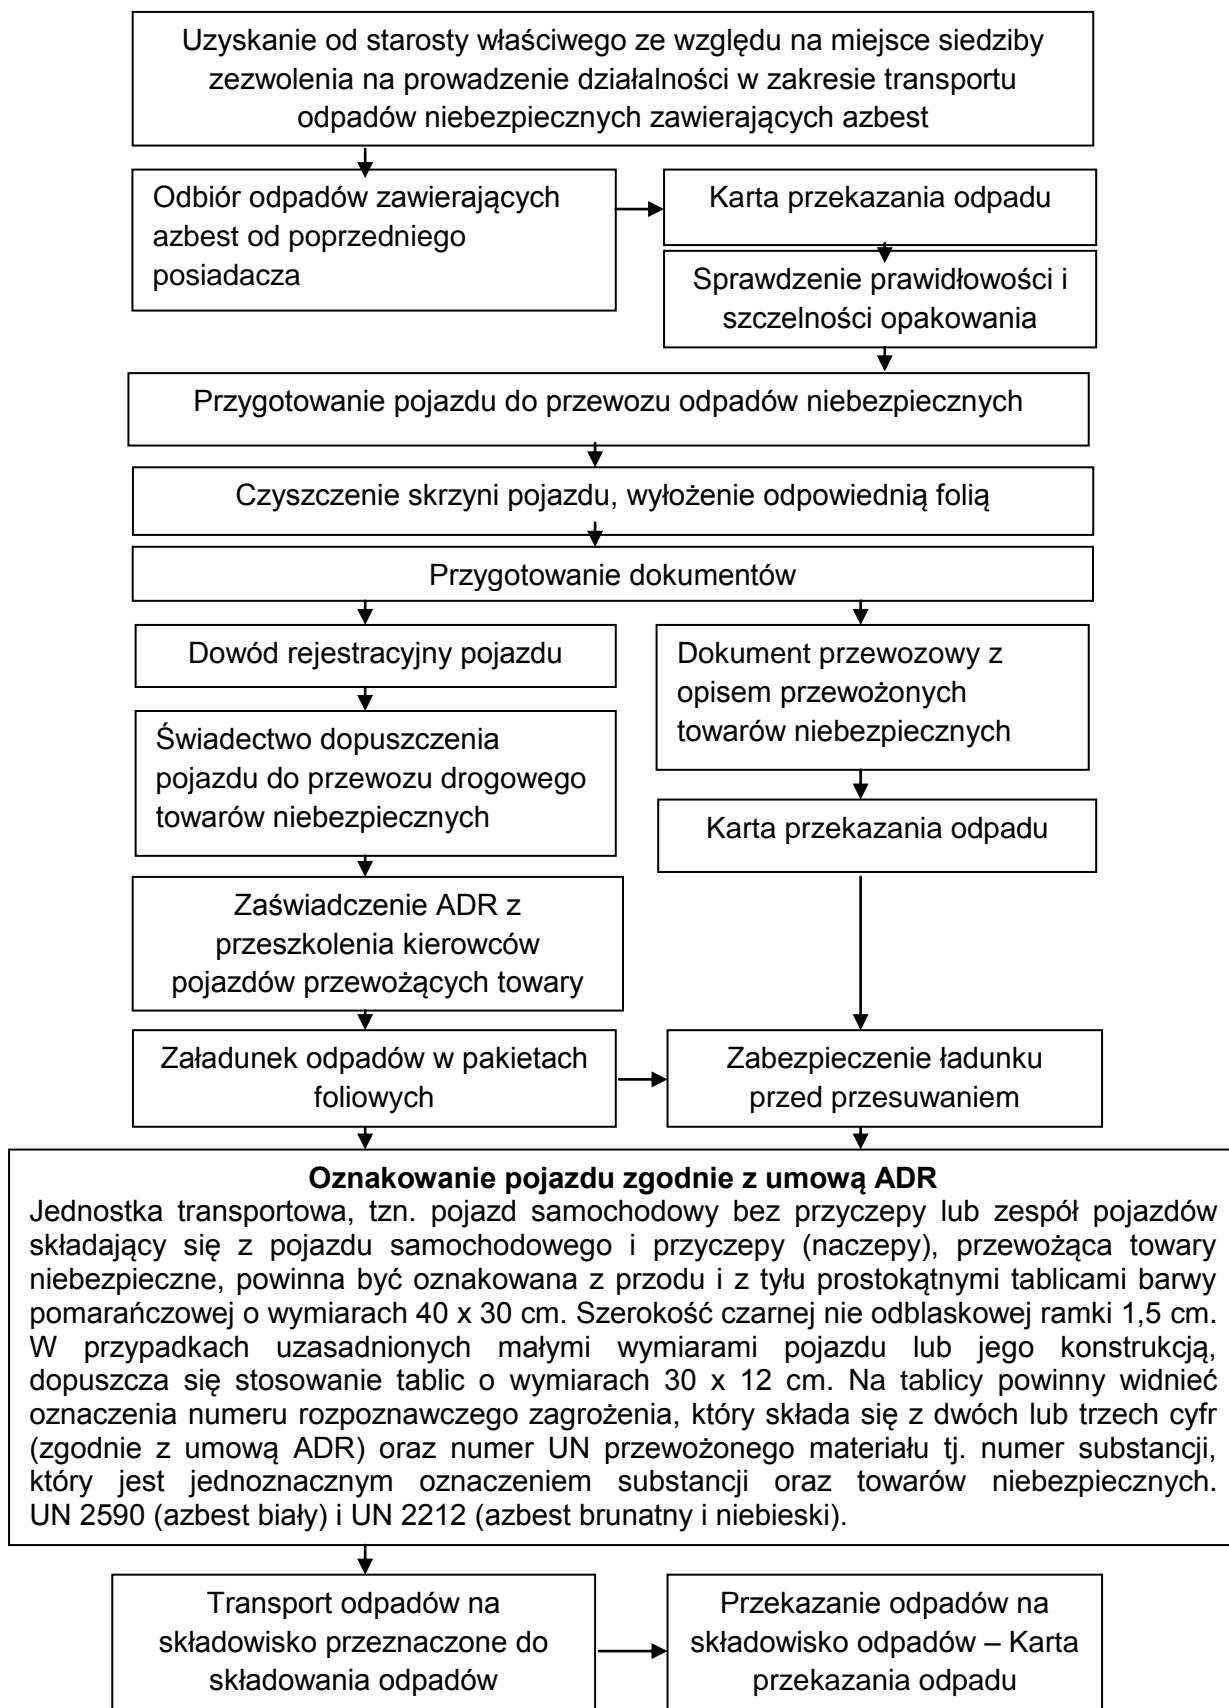 Uzyskanie od starosty właściwego ze względu na miejsce siedziby
zezwolenia na prowadzenie działalności w zakresie transportu
odpadów niebezpiecznych zawierających azbest
Odbiór odpadów zawierających
azbest od poprzedniego
posiadacza
Karta przekazania odpadu
Sprawdzenie prawidłowości i
szczelności opakowania
Przygotowanie pojazdu do przewozu odpadów niebezpiecznych
Czyszczenie skrzyni pojazdu, wyłożenie odpowiednią folią
Przygotowanie dokumentów
Dowód rejestracyjny pojazdu
Świadectwo dopuszczenia
pojazdu do przewozu drogowego
towarów niebezpiecznych
Zaświadczenie ADR z
przeszkolenia kierowców
pojazdów przewożących towary
Dokument przewozowy z
opisem przewożonych
towarów niebezpiecznych
Karta przekazania odpadu
Załadunek odpadów w pakietach
foliowych
Zabezpieczenie ładunku
przed przesuwaniem
Oznakowanie pojazdu zgodnie z umową ADR
Jednostka transportowa, tzn. pojazd samochodowy bez przyczepy lub zespół pojazdów
składający się z pojazdu samochodowego i przyczepy (naczepy), przewożąca towary
niebezpieczne, powinna być oznakowana z przodu i z tyłu prostokątnymi tablicami barwy
pomarańczowej o wymiarach 40 x 30 cm. Szerokość czarnej nie odblaskowej ramki 1,5 cm.
W przypadkach uzasadnionych małymi wymiarami pojazdu lub jego konstrukcją,
dopuszcza się stosowanie tablic o wymiarach 30 x 12 cm. Na tablicy powinny widnieć
oznaczenia numeru rozpoznawczego zagrożenia, który składa się z dwóch lub trzech cyfr
(zgodnie z umową ADR) oraz numer UN przewożonego materiału tj. numer substancji,
który jest jednoznacznym oznaczeniem substancji oraz towarów niebezpiecznych.
UN 2590 (azbest biały) i UN 2212 (azbest brunatny i niebieski).
Transport odpadów na
składowisko przeznaczone do
składowania odpadów
Przekazanie odpadów na
składowisko odpadów – Karta
przekazania odpadu